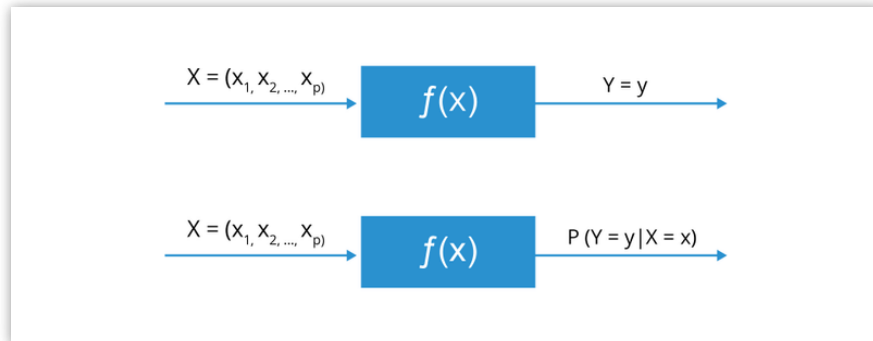 X = (x1, x2, ..., xp)
f(x)
Y = y
X = (x1, x2, ..., xp)
f(x)
P (Y = y|X = x)